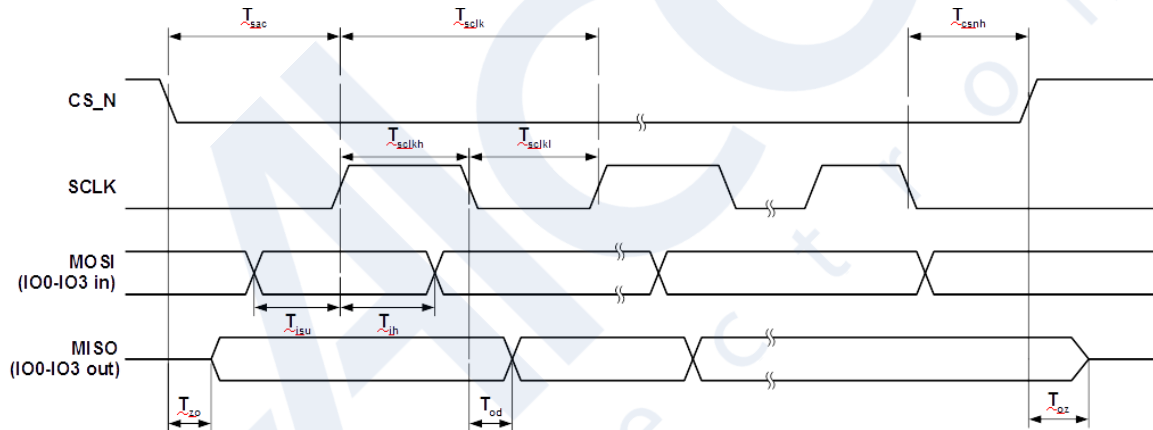 Tsac
Tsclk
Tcsnh
CS_N
Tsclkh
Tsclkl
SCLK
MOSI
(IO0-IO3 in)
Tisu
Tih
MISO
(IO0-IO3 out)
Tzo
Tod
Toz